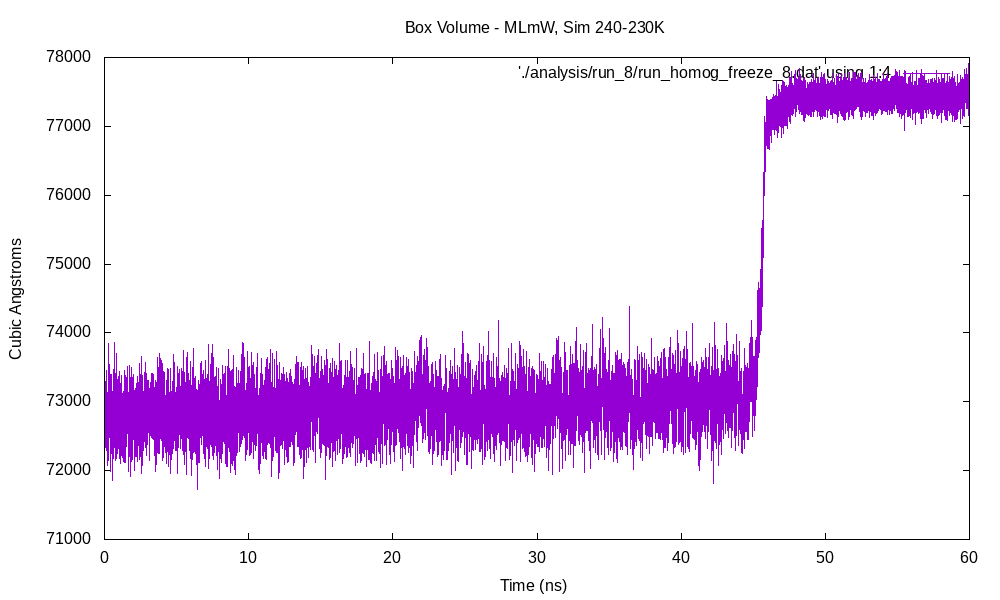 Box Volume - MLmW, Sim 240-230K
78000
'./analysis/run_8/run_homog_freeze_8.dat' using 1:4
77000
76000
75000
74000
73000
72000
71000
Cubic Angstroms
0 10 20 30 40 50 60
Time (ns)